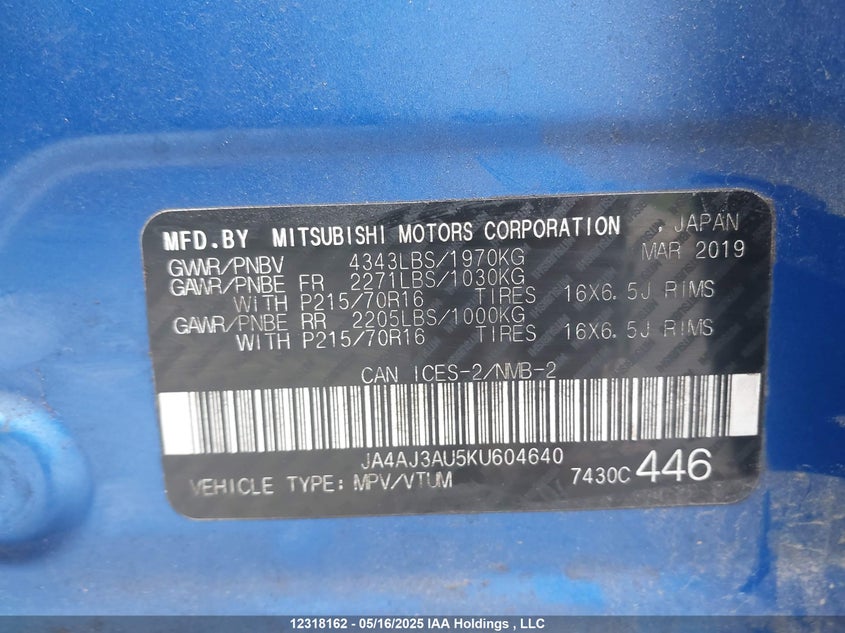 MFD.BY MITSUBISHI MOTORS CORPORATION , JAPAN
GVWR/PNBV 4343LBS/1970KG MAR 2019
GAWR/PNBE FR 2271LBS/1030KG
WITH P215/70R16 TIRES 16X6.5J RIMS
GAWR/PNBE RR 2205LBS/1000KG
WITH P215/70R16 TIRES 16X6.5J RIMS
CAN ICES-2/NMB-2
JA4AJ3AU5KU604640
VEHICLE TYPE: MPV/VTUM 7430C 446
12318162 - 05/16/2025 IAA Holdings , LLC